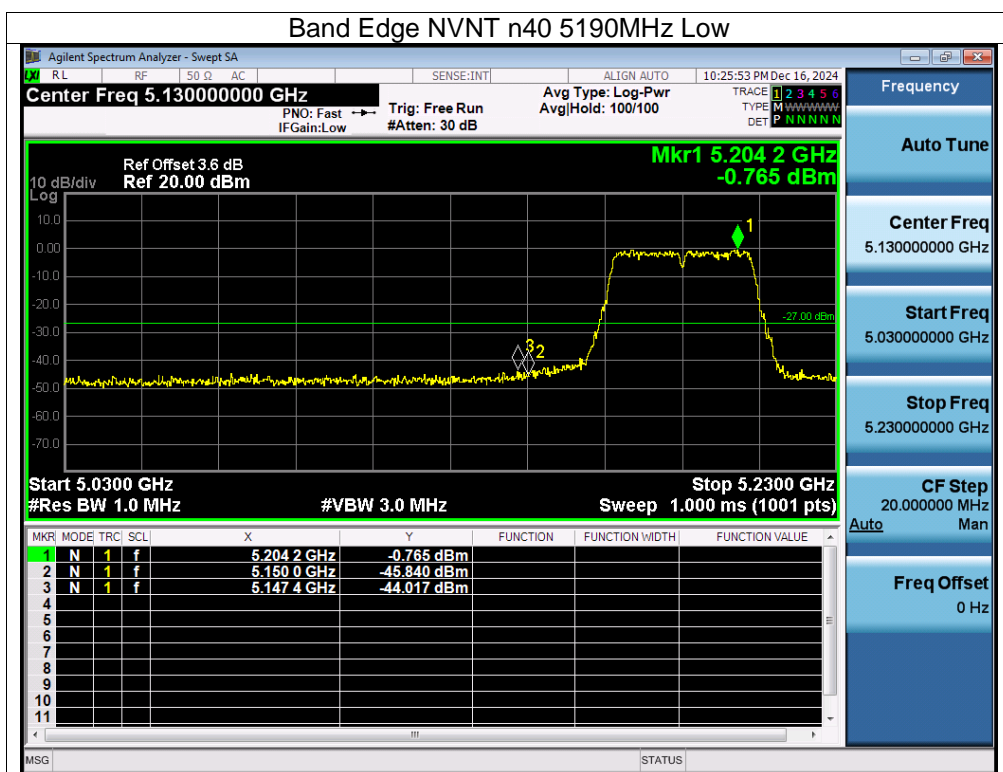 Band Edge NVNT n40 5190MHz Low
Agilent Spectrum Analyzer - Swept SA
LXI RL RF 50 Ω AC SENSE:INT ALIGN AUTO 10:25:53 PM Dec 16, 2024
Center Freq 5.130000000 GHz
PNO: Fast
IFGain:Low
Trig: Free Run
#Atten: 30 dB
Avg Type: Log-Pwr
Avg|Hold: 100/100
TRACE 1 2 3 4 5 6
TYPE M WWWWW
DET P N N N N N
Mkr1 5.204 2 GHz
-0.765 dBm
Ref Offset 3.6 dB
10 dB/div Ref 20.00 dBm
Log
10.0
0.00
-10.0
-20.0
-30.0
-40.0
-50.0
-60.0
-70.0
1
-27.00 dBm
3 2
Start 5.0300 GHz Stop 5.2300 GHz
#Res BW 1.0 MHz #VBW 3.0 MHz Sweep 1.000 ms (1001 pts)
MKR MODE TRC SCL X Y FUNCTION FUNCTION WIDTH FUNCTION VALUE
1 N 1 f 5.204 2 GHz -0.765 dBm
2 N 1 f 5.150 0 GHz -45.840 dBm
3 N 1 f 5.147 4 GHz -44.017 dBm
4
5
6
7
8
9
10
11
MSG STATUS
Frequency
Auto Tune
Center Freq
5.130000000 GHz
Start Freq
5.030000000 GHz
Stop Freq
5.230000000 GHz
CF Step
20.000000 MHz
Auto Man
Freq Offset
0 Hz